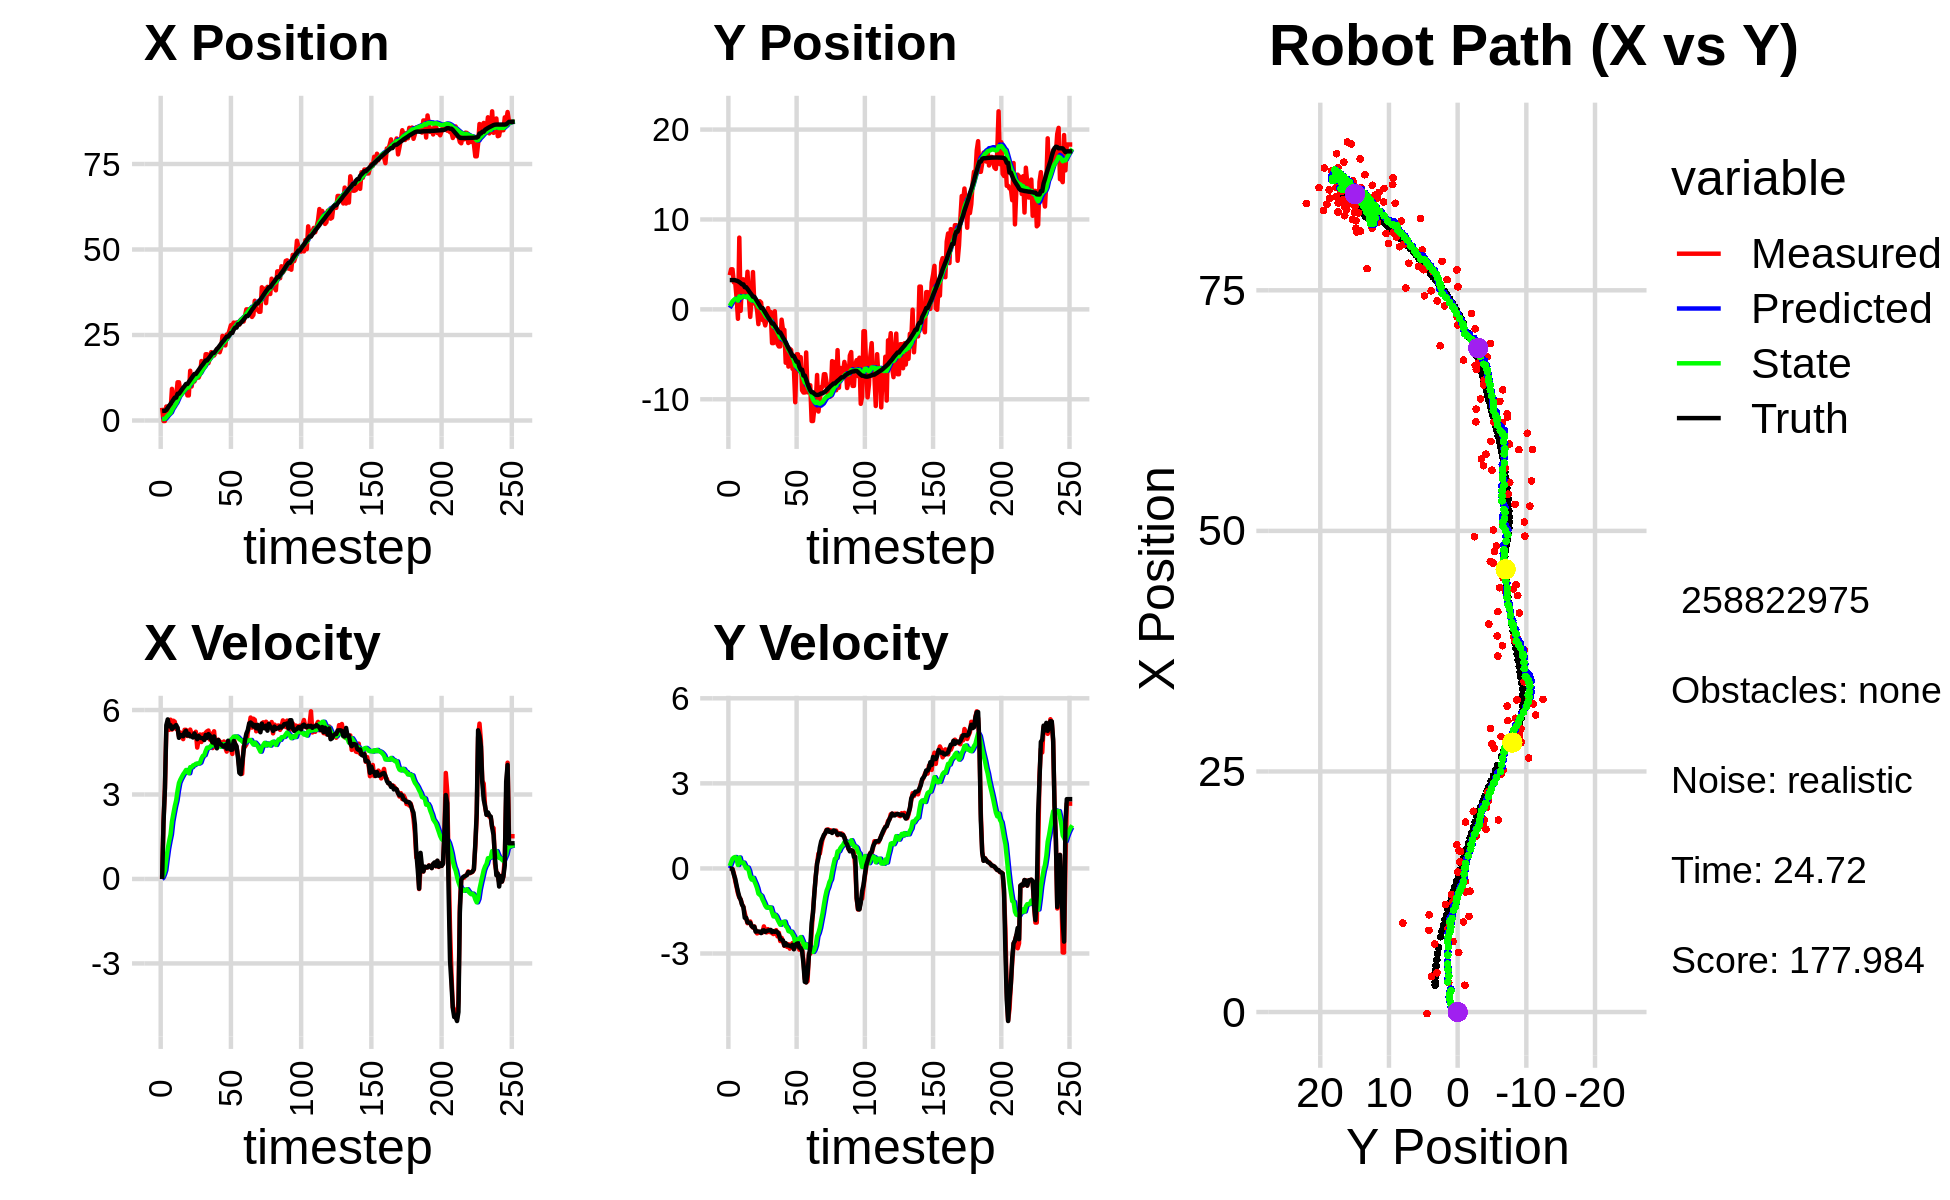 X Position
75
50
25
0
0
50
100
150
200
250
timestep
Y Position
20
10
0
-10
0
50
100
150
200
250
timestep
X Velocity
6
3
0
-3
0
50
100
150
200
250
timestep
Y Velocity
6
3
0
-3
0
50
100
150
200
250
timestep
Robot Path (X vs Y)
X Position
75
50
25
0
20 10 0 -10 -20
Y Position
variable
Measured
Predicted
State
Truth
258822975
Obstacles: none
Noise: realistic
Time: 24.72
Score: 177.984